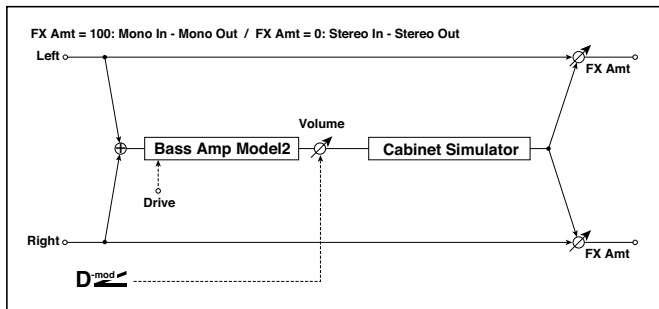 FX Amt = 100: Mono In - Mono Out / FX Amt = 0: Stereo In - Stereo Out
Left
FX Amt
Volume
Bass Amp Model2
Cabinet Simulator
Drive
Right
FX Amt
D-mod